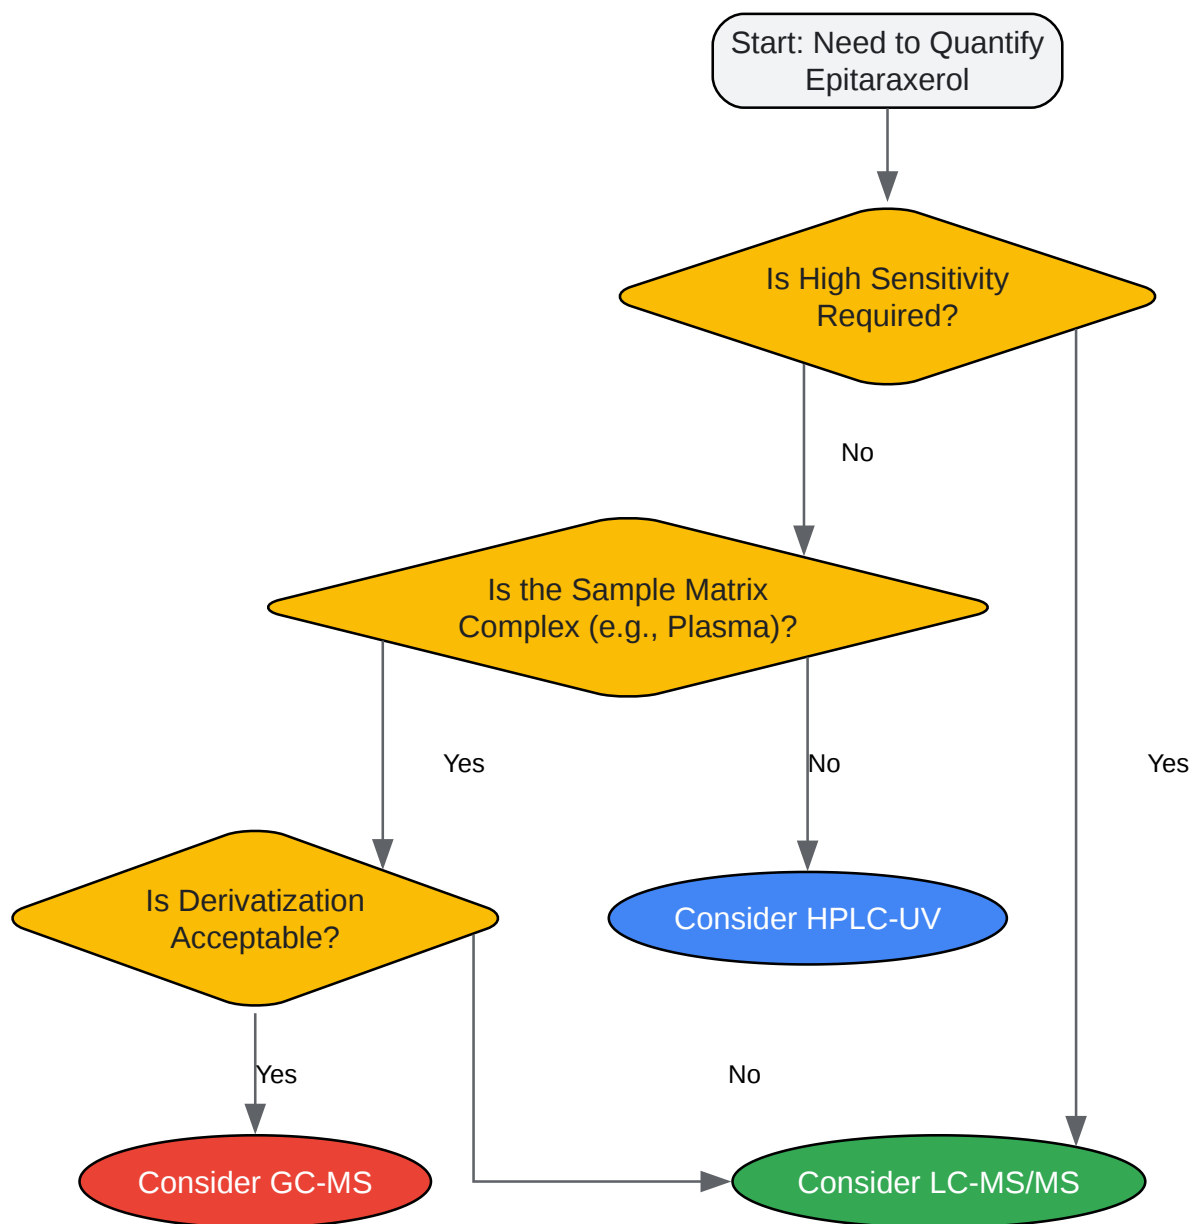 Start: Need to Quantify
Epitaraxerol
Is High Sensitivity
Required?
No
Is the Sample Matrix
Complex (e.g., Plasma)?
Yes
No
Yes
Is Derivatization
Acceptable?
Consider HPLC-UV
Yes
No
Consider GC-MS
Consider LC-MS/MS